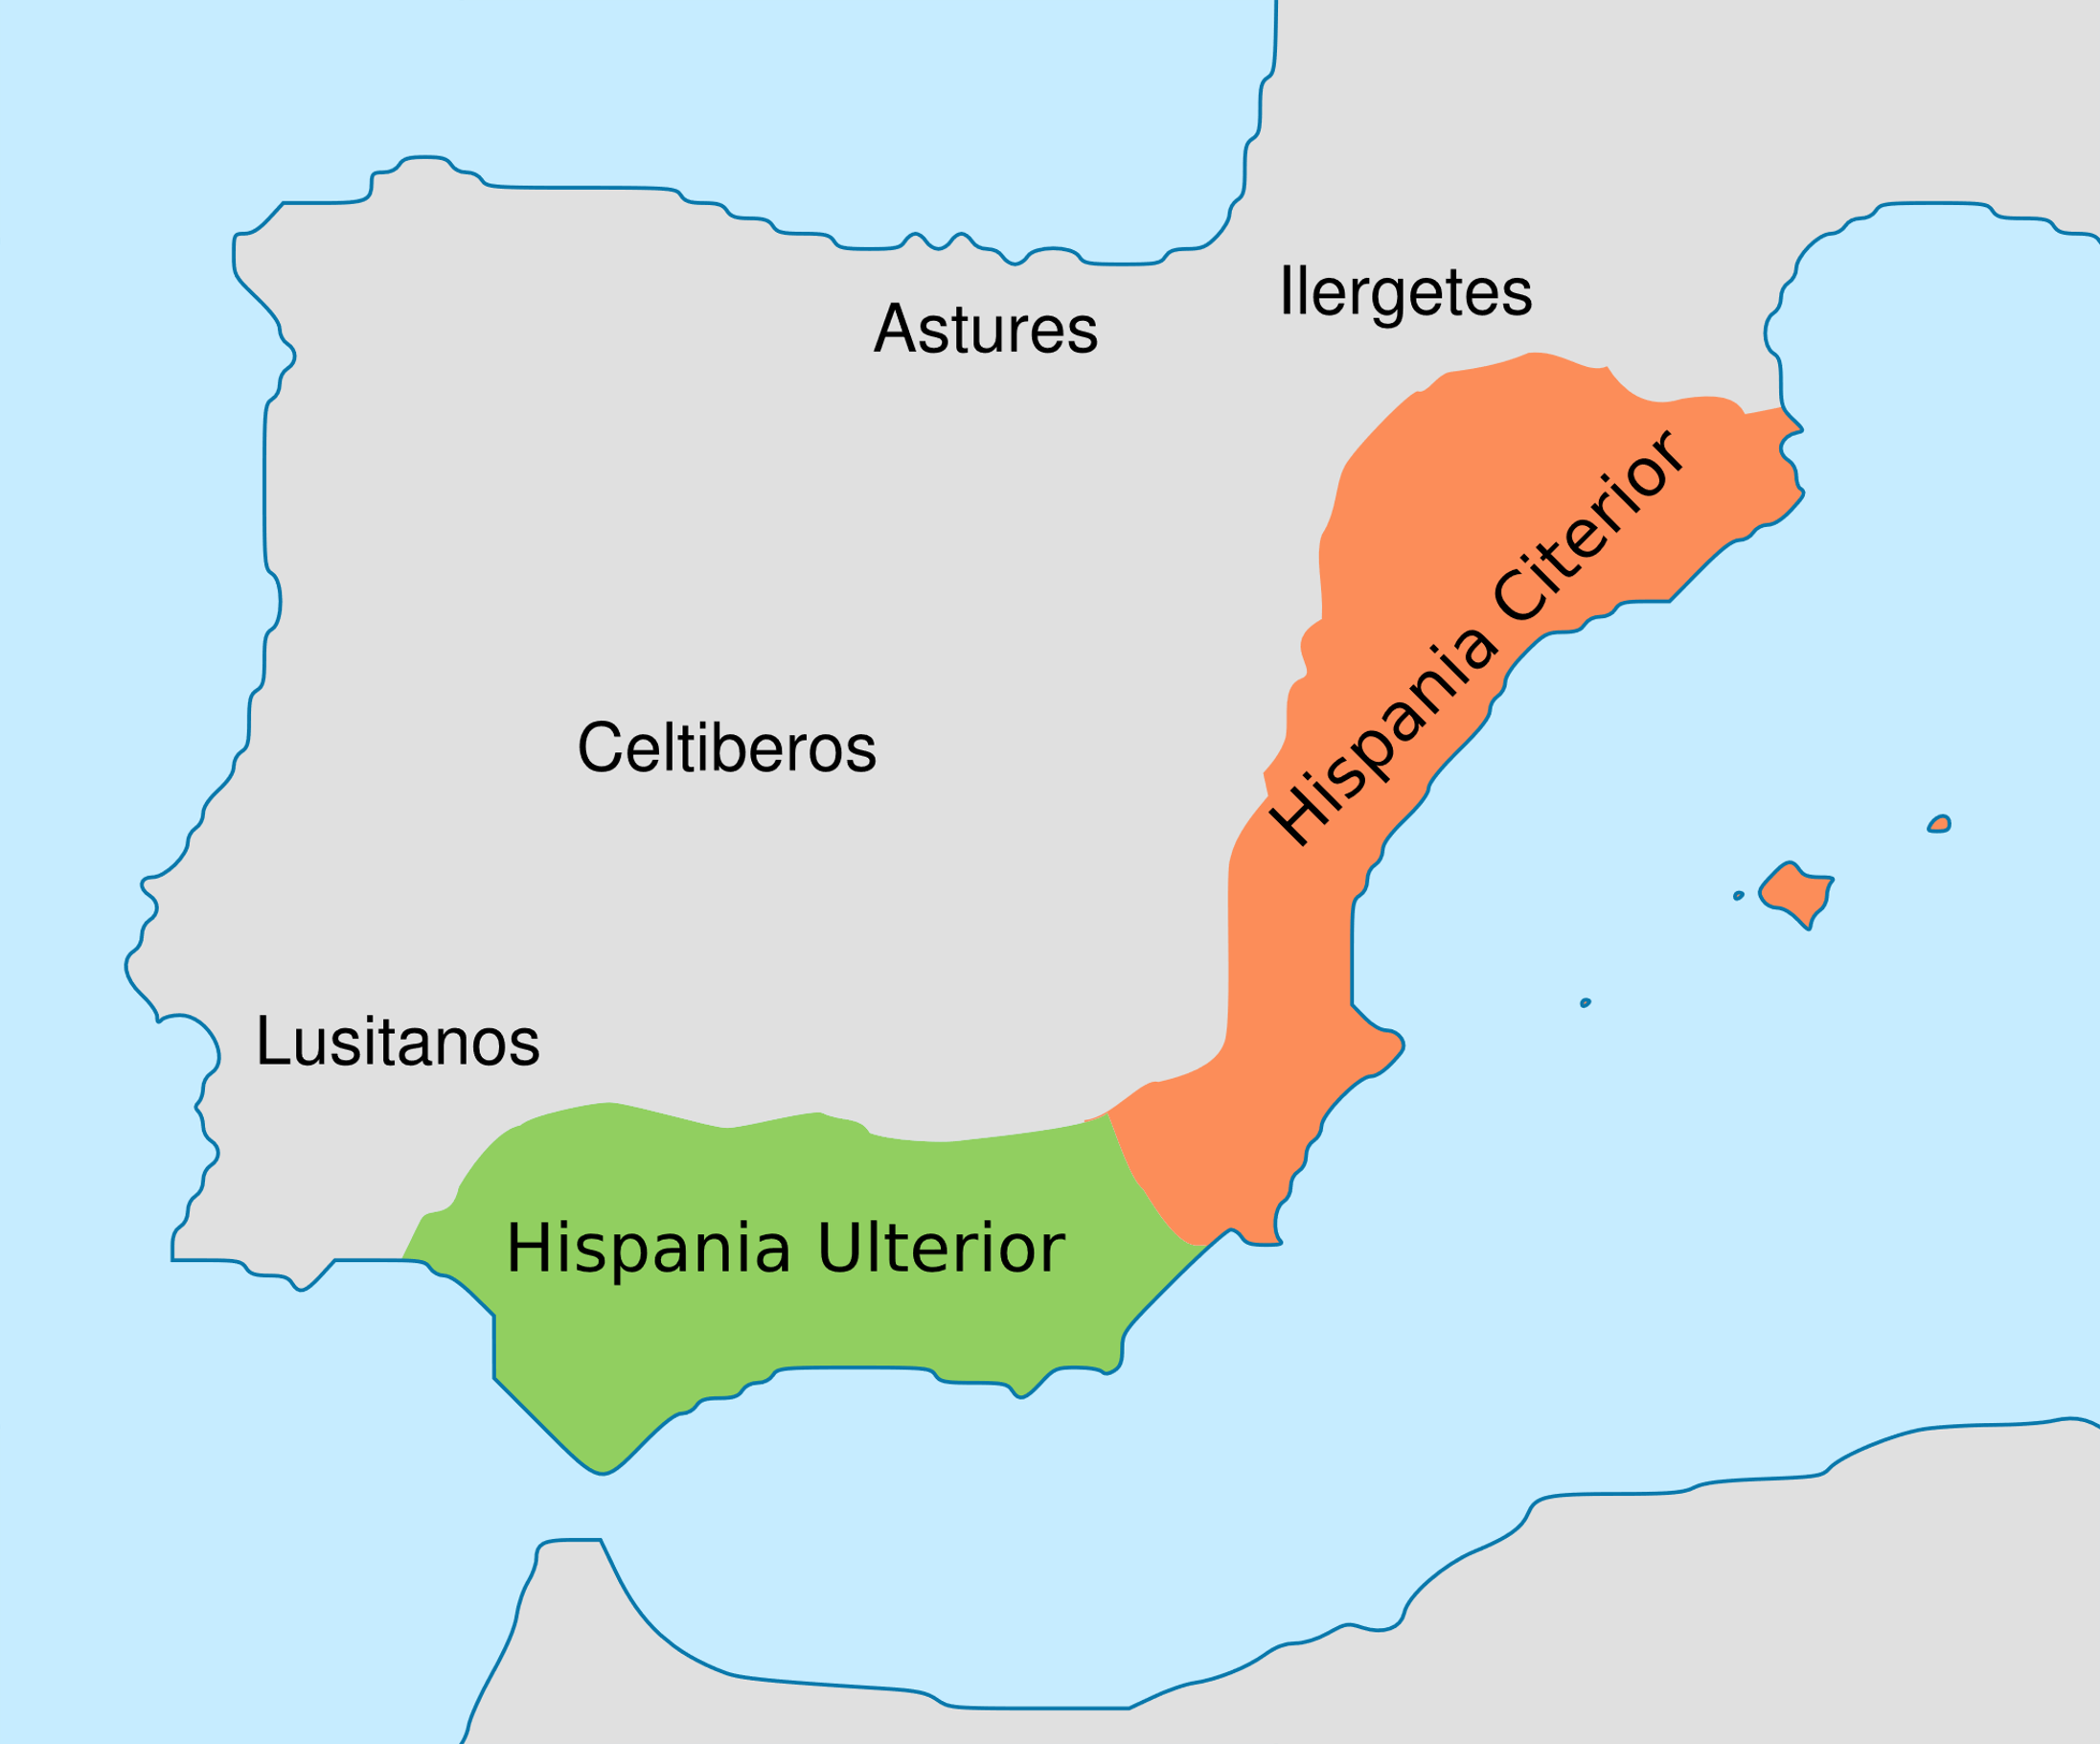 Ilergetes
Astures
Hispania Citerior
Celtiberos
Lusitanos
Hispania Ulterior